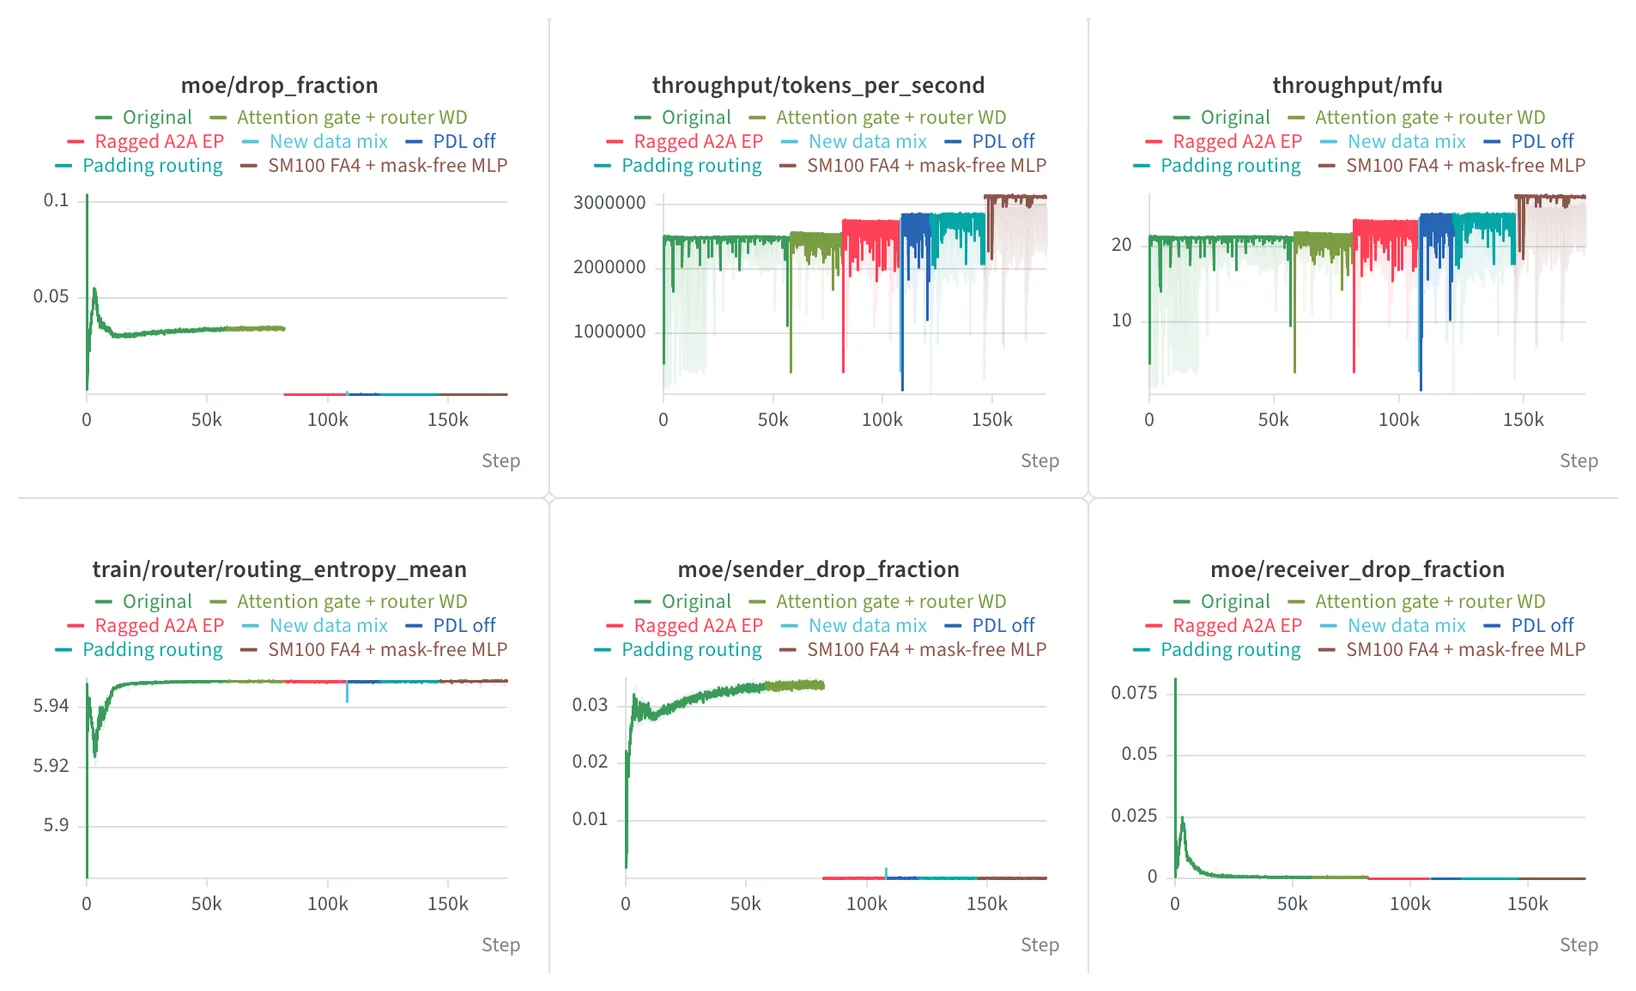 moe/drop_fraction
Original Attention gate + router WD
Ragged A2A EP New data mix PDL off
Padding routing SM100 FA4 + mask-free MLP
0.1
0.05
0 50k 100k 150k
Step
throughput/tokens_per_second
Original Attention gate + router WD
Ragged A2A EP New data mix PDL off
Padding routing SM100 FA4 + mask-free MLP
3000000
2000000
1000000
0 50k 100k 150k
Step
throughput/mfu
Original Attention gate + router WD
Ragged A2A EP New data mix PDL off
Padding routing SM100 FA4 + mask-free MLP
20
10
0 50k 100k 150k
Step
train/router/routing_entropy_mean
Original Attention gate + router WD
Ragged A2A EP New data mix PDL off
Padding routing SM100 FA4 + mask-free MLP
5.94
5.92
5.9
0 50k 100k 150k
Step
moe/sender_drop_fraction
Original Attention gate + router WD
Ragged A2A EP New data mix PDL off
Padding routing SM100 FA4 + mask-free MLP
0.03
0.02
0.01
0 50k 100k 150k
Step
moe/receiver_drop_fraction
Original Attention gate + router WD
Ragged A2A EP New data mix PDL off
Padding routing SM100 FA4 + mask-free MLP
0.075
0.05
0.025
0
0 50k 100k 150k
Step